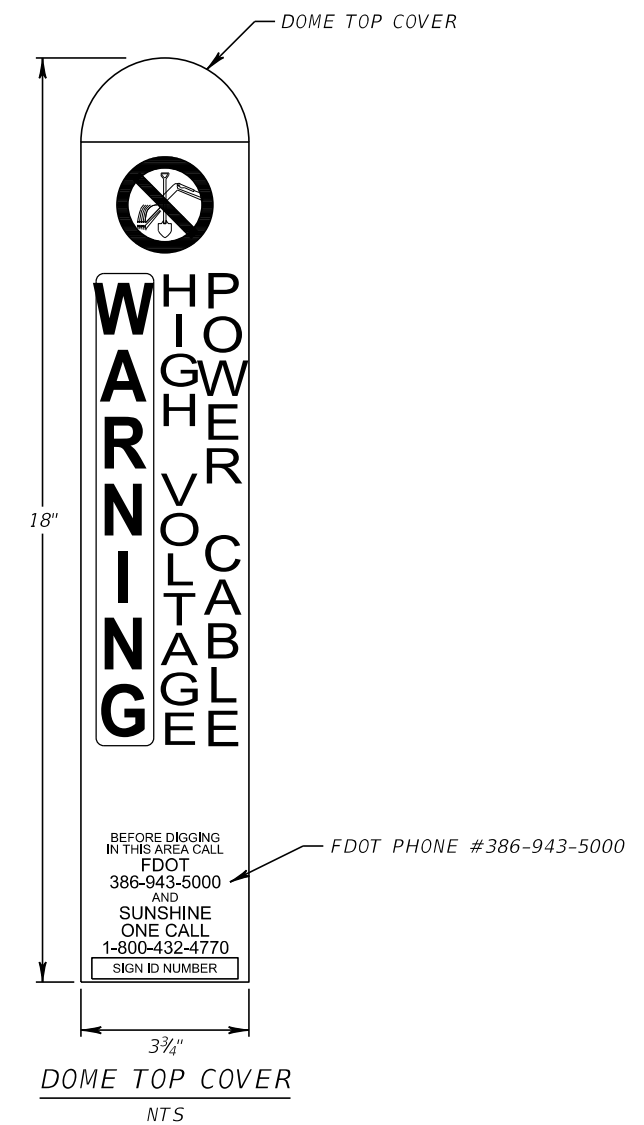 DOME TOP COVER
18"
WARNING
HIGH VOLTAGE
POWER CABLE
BEFORE DIGGING
IN THIS AREA CALL
FDOT
386-943-5000
AND
SUNSHINE
ONE CALL
1-800-432-4770
SIGN ID NUMBER
FDOT PHONE #386-943-5000
3¾"
DOME TOP COVER
NTS